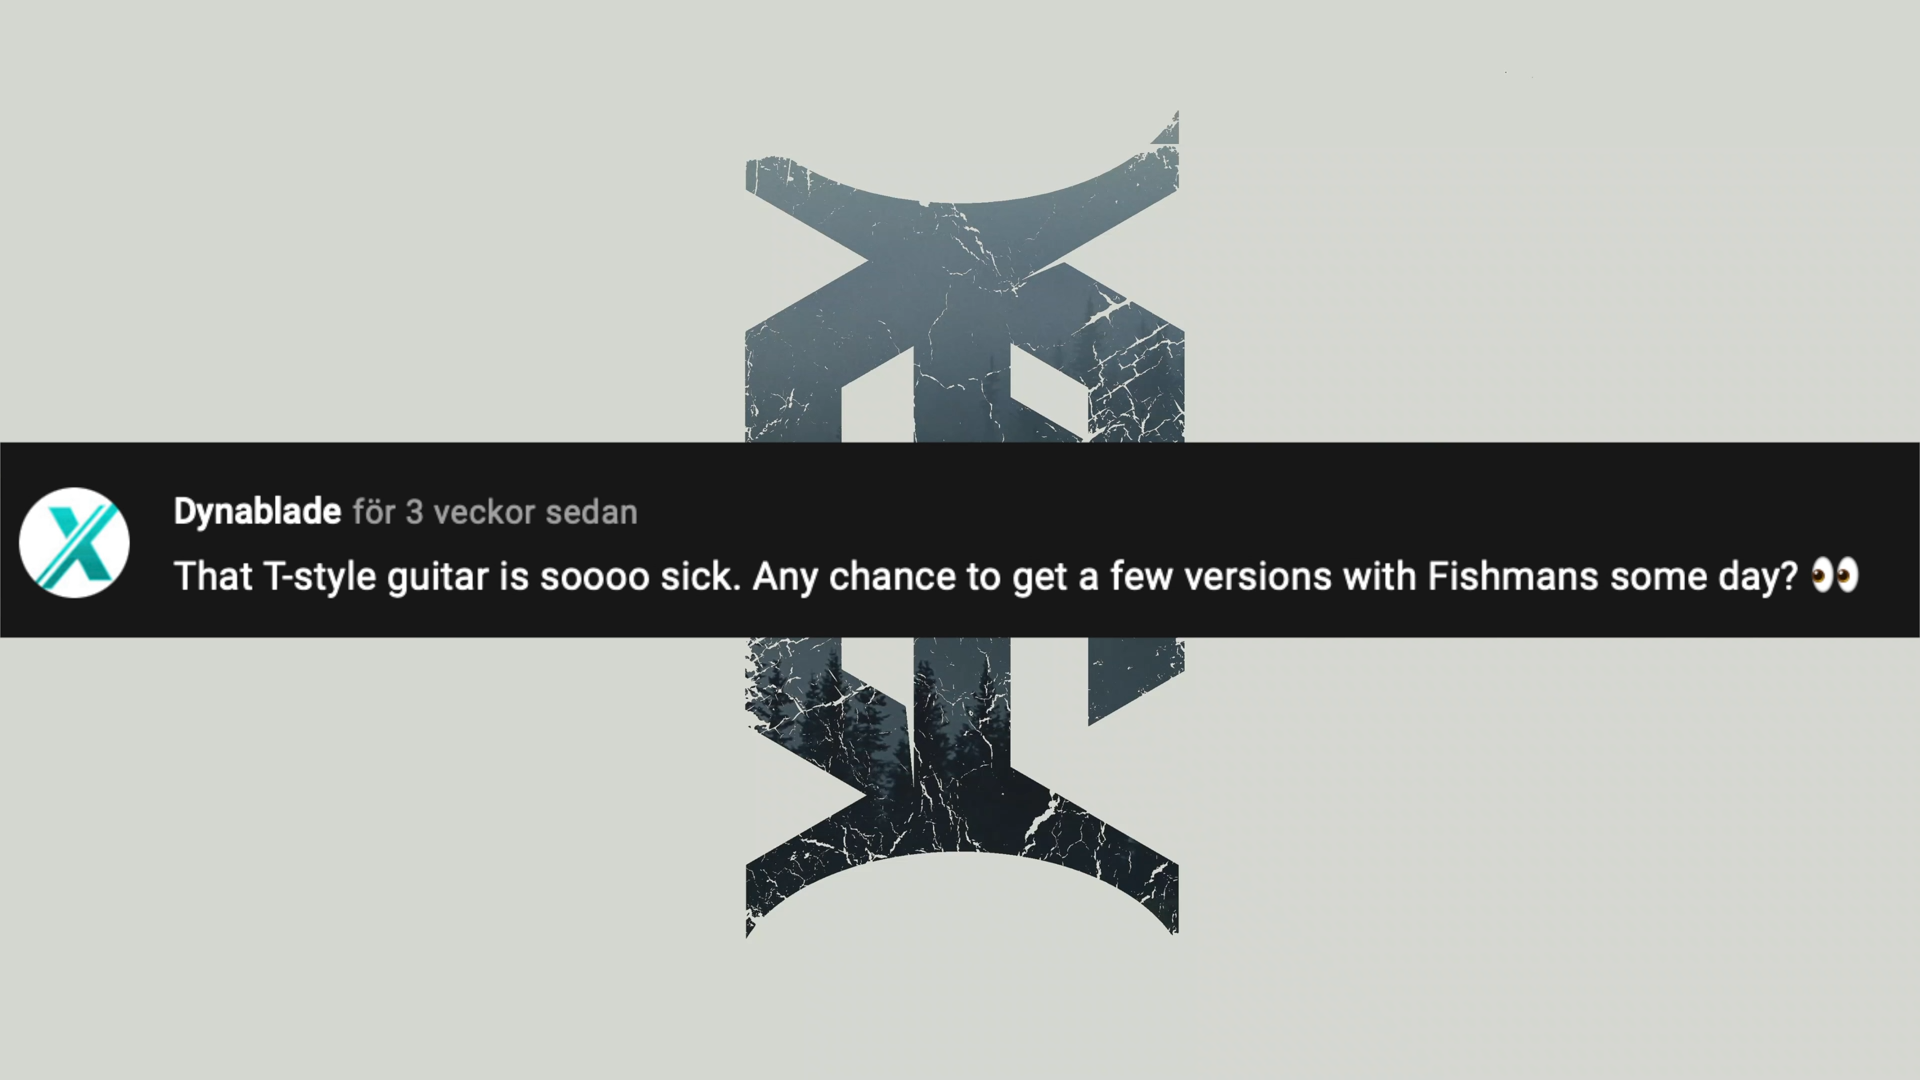 Dynablade för 3 veckor sedan
That T-style guitar is soooo sick. Any chance to get a few versions with Fishmans some day? 👀